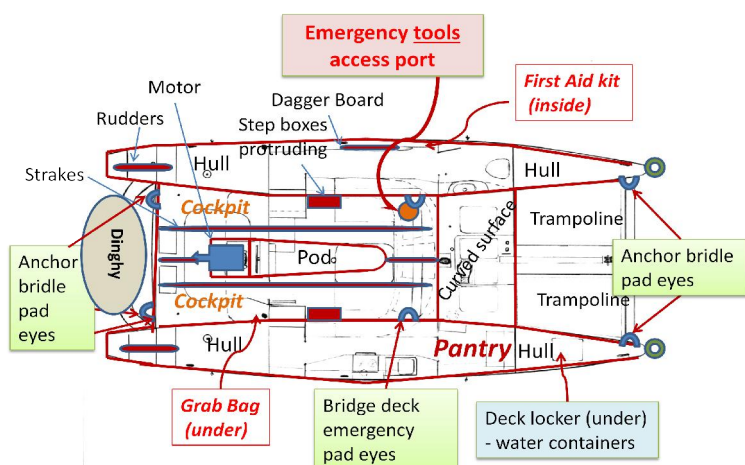 Emergency tools
access port
First Aid kit
(inside)
Motor
Dagger Board
Rudders
Step boxes
protruding
Hull
Hull
Strakes
Cockpit
Trampoline
Dinghy
Curved surface
Pod
Anchor
bridle
pad
eyes
Anchor bridle
pad eyes
Cockpit
Trampoline
Hull
Pantry
Hull
Grab Bag
(under)
Bridge deck
emergency
pad eyes
Deck locker (under)
- water containers